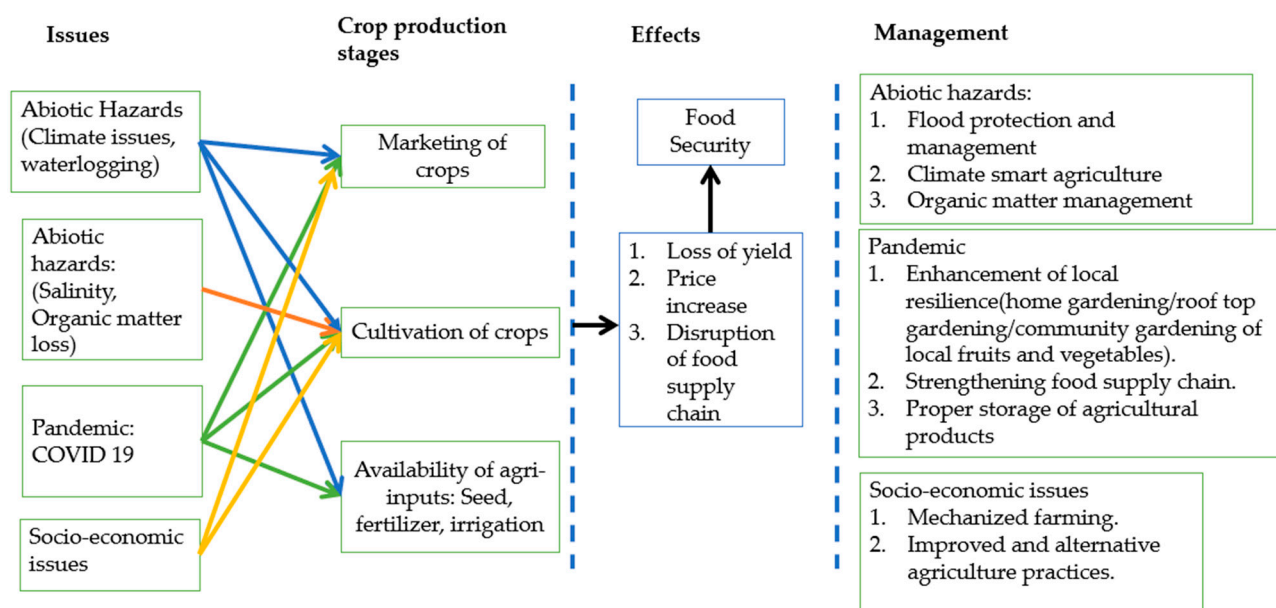 Issues
Crop production
stages
Effects
Management
Abiotic Hazards
(Climate issues,
waterlogging)
Abiotic
hazards:
(Salinity,
Organic matter
loss)
Pandemic:
COVID 19
Socio-economic
issues
Marketing of
crops
Cultivation of crops
Availability of agri-
inputs: Seed,
fertilizer, irrigation
Food
Security
1. Loss of yield
2. Price
increase
3. Disruption
of food
supply
chain
Abiotic hazards:
1. Flood protection and
management
2. Climate smart agriculture
3. Organic matter management
Pandemic
1. Enhancement of local
resilience(home gardening/roof top
gardening/community gardening of
local fruits and vegetables).
2. Strengthening food supply chain.
3. Proper storage of agricultural
products
Socio-economic issues
1. Mechanized farming.
2. Improved and alternative
agriculture practices.